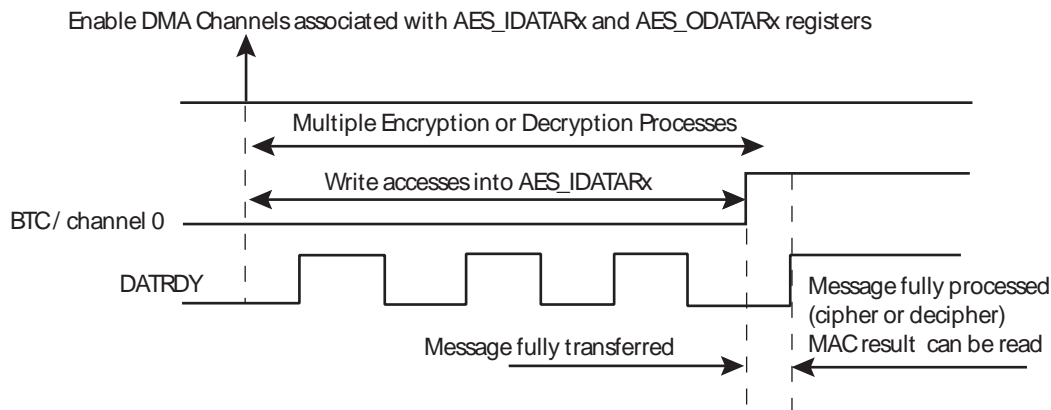 Enable DMA Channels associated with AES_IDATARx and AES_ODATARx registers
Multiple Encryption or Decryption Processes
Write accesses into AES_IDATARx
BTC / channel 0
DATRDY
Message fully processed
(cipher or decipher)
MAC result can be read
Message fully transferred